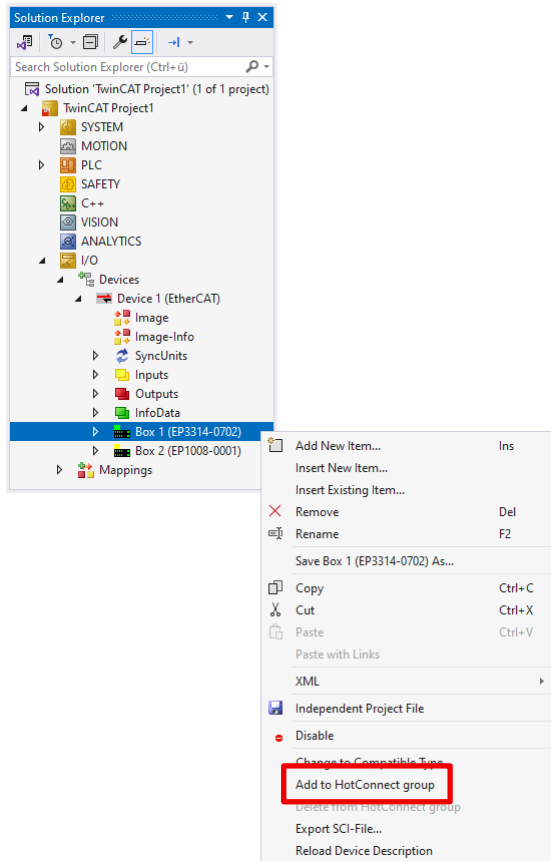 Solution Explorer
Search Solution Explorer (Ctrl+ü)
Solution 'TwinCAT Project1' (1 of 1 project)
TwinCAT Project1
SYSTEM
MOTION
PLC
SAFETY
C++
VISION
ANALYTICS
I/O
Devices
Device 1 (EtherCAT)
Image
Image-Info
SyncUnits
Inputs
Outputs
InfoData
Box 1 (EP3314-0702)
Box 2 (EP1008-0001)
Mappings
Add New Item... Ins
Insert New Item...
Insert Existing Item...
Remove Del
Rename F2
Save Box 1 (EP3314-0702) As...
Copy Ctrl+C
Cut Ctrl+X
Paste Ctrl+V
Paste with Links
XML
Independent Project File
Disable
Change to Compatible Type...
Add to HotConnect group
Delete from HotConnect group
Export SCI-File...
Reload Device Description